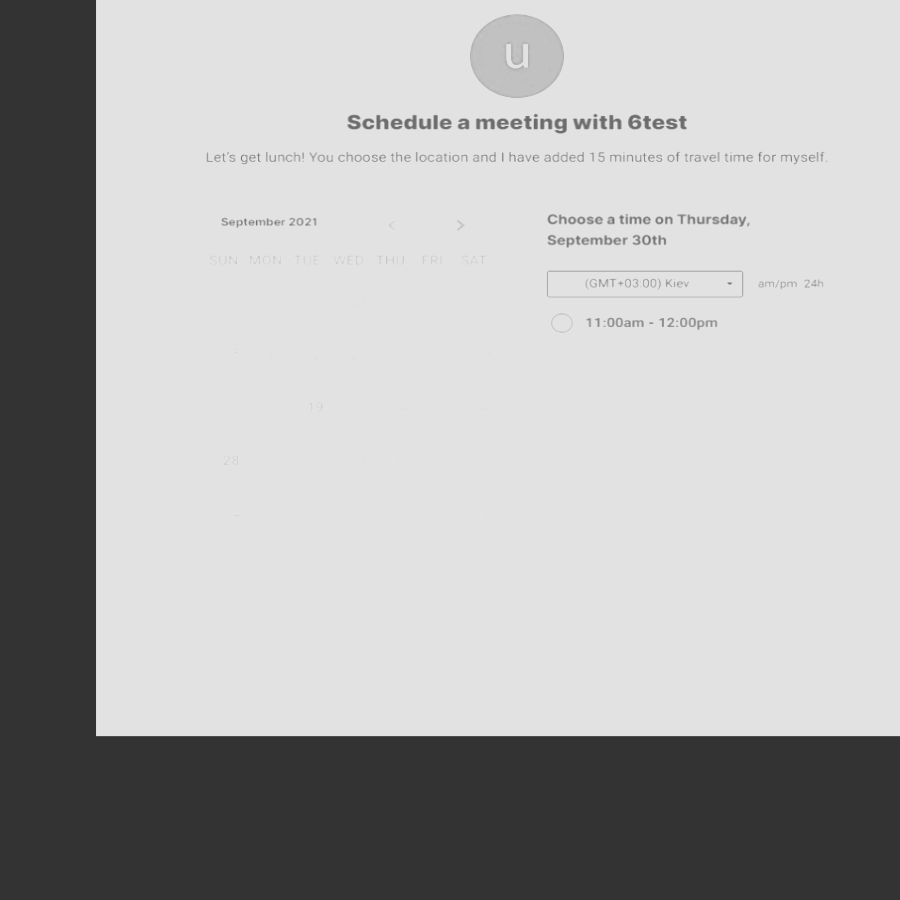 u
Schedule a meeting with 6test
Let's get lunch! You choose the location and I have added 15 minutes of travel time for myself.
September 2021
SUN MON TUE WED THU FRI SAT
19
28
Choose a time on Thursday,
September 30th
(GMT+03:00) Kiev
am/pm 24h
11:00am - 12:00pm